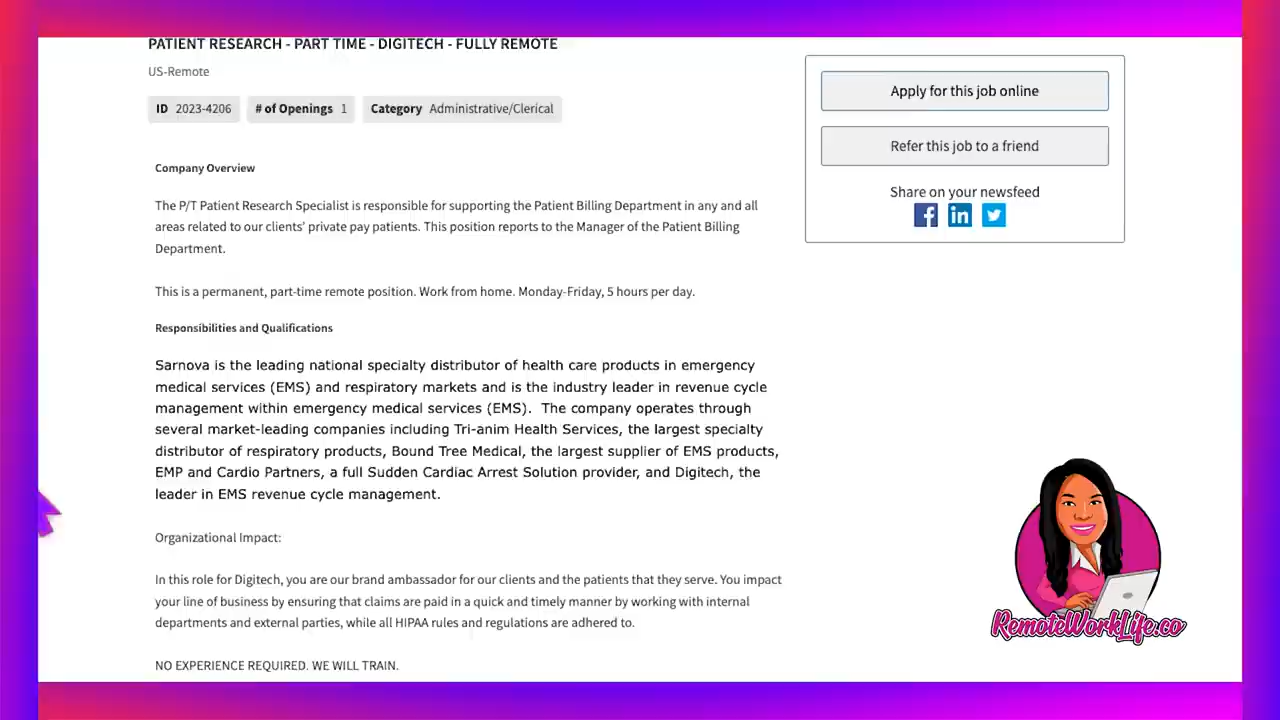 PATIENT RESEARCH - PART TIME - DIGITECH - FULLY REMOTE
US-Remote
ID 2023-4206 # of Openings 1 Category Administrative/Clerical
Company Overview
The P/T Patient Research Specialist is responsible for supporting the Patient Billing Department in any and all
areas related to our clients' private pay patients. This position reports to the Manager of the Patient Billing
Department.
This is a permanent, part-time remote position. Work from home. Monday-Friday, 5 hours per day.
Responsibilities and Qualifications
Sarnova is the leading national specialty distributor of health care products in emergency
medical services (EMS) and respiratory markets and is the industry leader in revenue cycle
management within emergency medical services (EMS).  The company operates through
several market-leading companies including Tri-anim Health Services, the largest specialty
distributor of respiratory products, Bound Tree Medical, the largest supplier of EMS products,
EMP and Cardio Partners, a full Sudden Cardiac Arrest Solution provider, and Digitech, the
leader in EMS revenue cycle management.
Organizational Impact:
In this role for Digitech, you are our brand ambassador for our clients and the patients that they serve. You impact
your line of business by ensuring that claims are paid in a quick and timely manner by working with internal
departments and external parties, while all HIPAA rules and regulations are adhered to.
NO EXPERIENCE REQUIRED. WE WILL TRAIN.
Apply for this job online
Refer this job to a friend
Share on your newsfeed
RemoteWorkLife.co